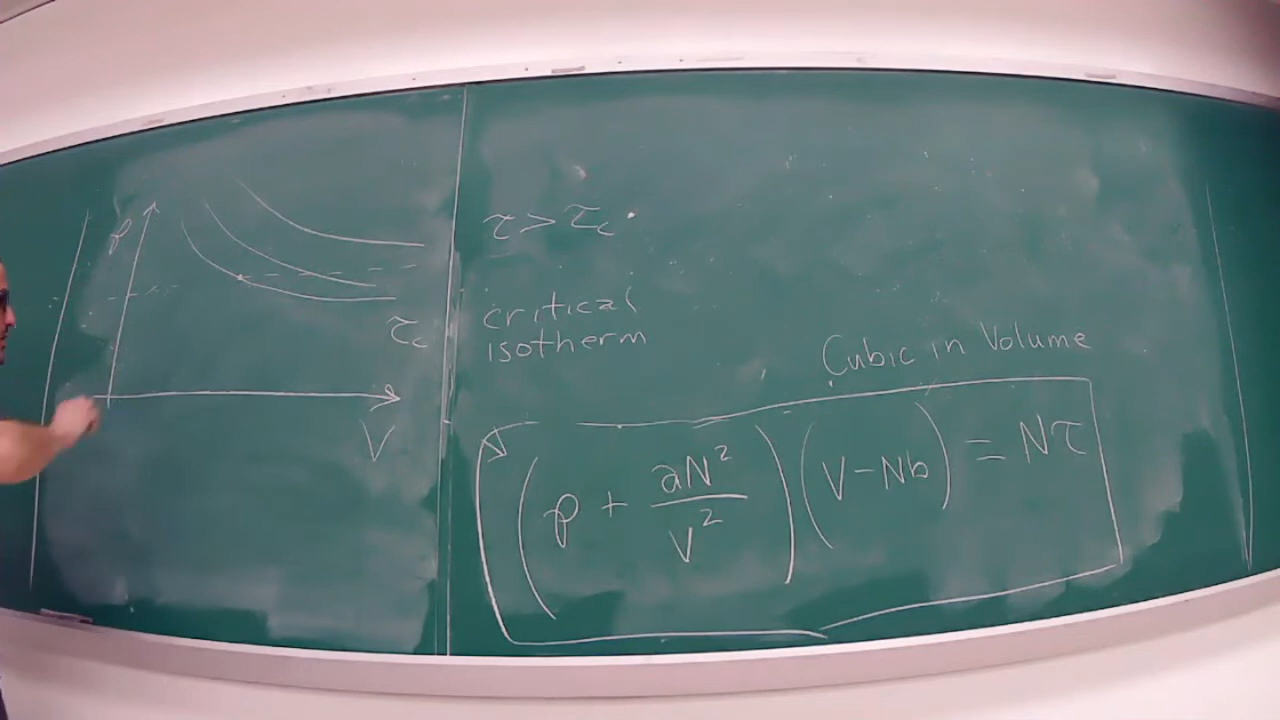 p
τ_c
V
τ > τ_c
critical
isotherm
Cubic in Volume
(p + aN²/V²)(V - Nb) = Nτ